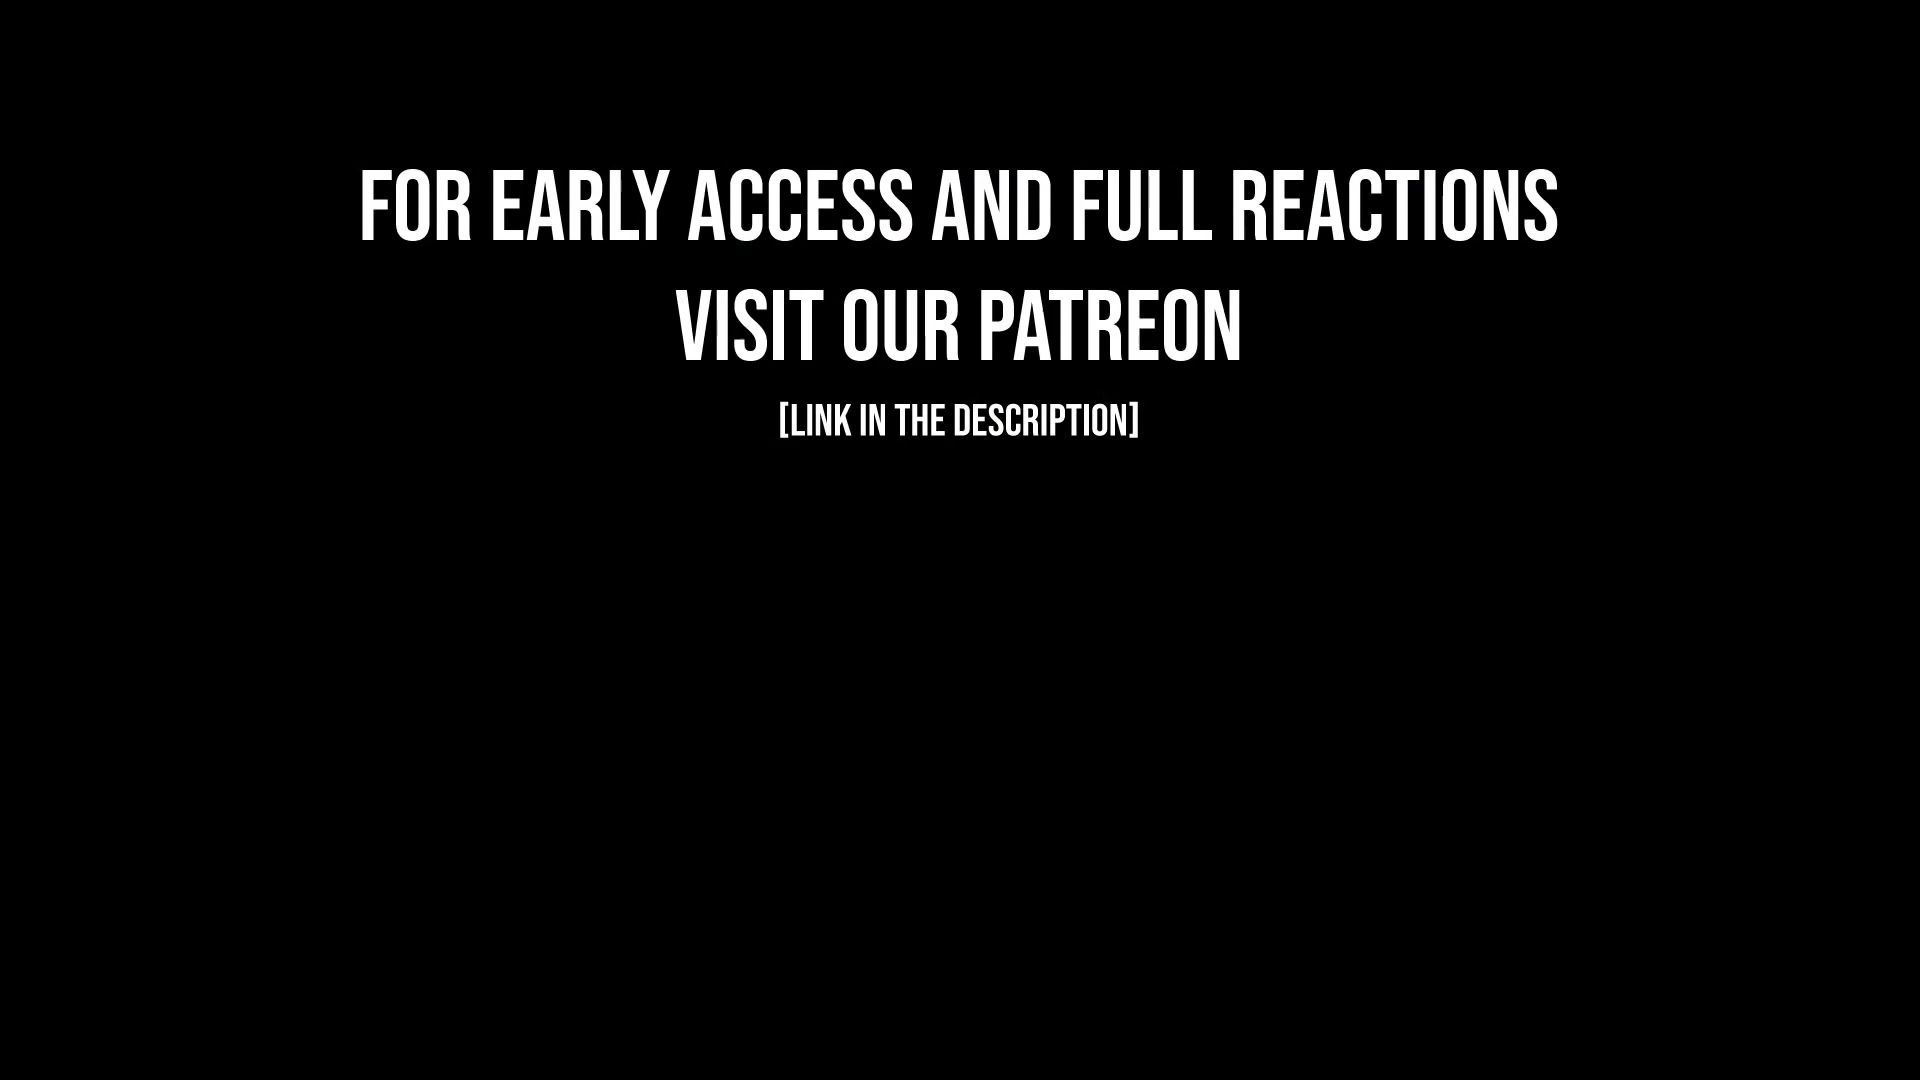 FOR EARLY ACCESS AND FULL REACTIONS
VISIT OUR PATREON
[LINK IN THE DESCRIPTION]